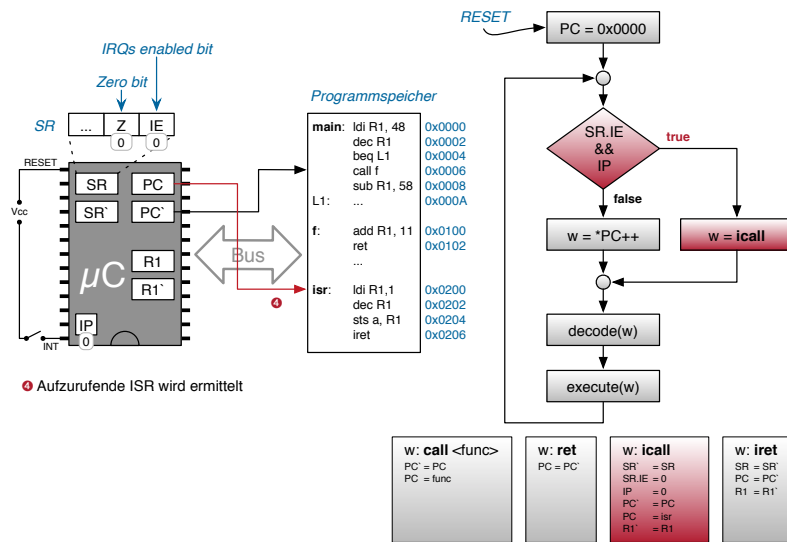 RESET
PC = 0x0000
IRQs enabled bit
Zero bit
SR
... Z IE
0 0
Programmspeicher
main: ldi R1, 48 0x0000
dec R1 0x0002
beq L1 0x0004
call f 0x0006
sub R1, 58 0x0008
L1: ... 0x000A
f: add R1, 11 0x0100
ret 0x0102
...
isr: ldi R1,1 0x0200
dec R1 0x0202
sts a, R1 0x0204
iret 0x0206
RESET
Vcc
INT
SR PC
SR` PC`
R1
R1`
µC
IP
0
Bus
4
4 Aufzurufende ISR wird ermittelt
SR.IE
&&
IP
true
false
w = *PC++
w = icall
decode(w)
execute(w)
w: call <func>
PC` = PC
PC = func
w: ret
PC = PC`
w: icall
SR` = SR
SR.IE = 0
IP = 0
PC` = PC
PC = isr
R1` = R1
w: iret
SR = SR`
PC = PC`
R1 = R1`